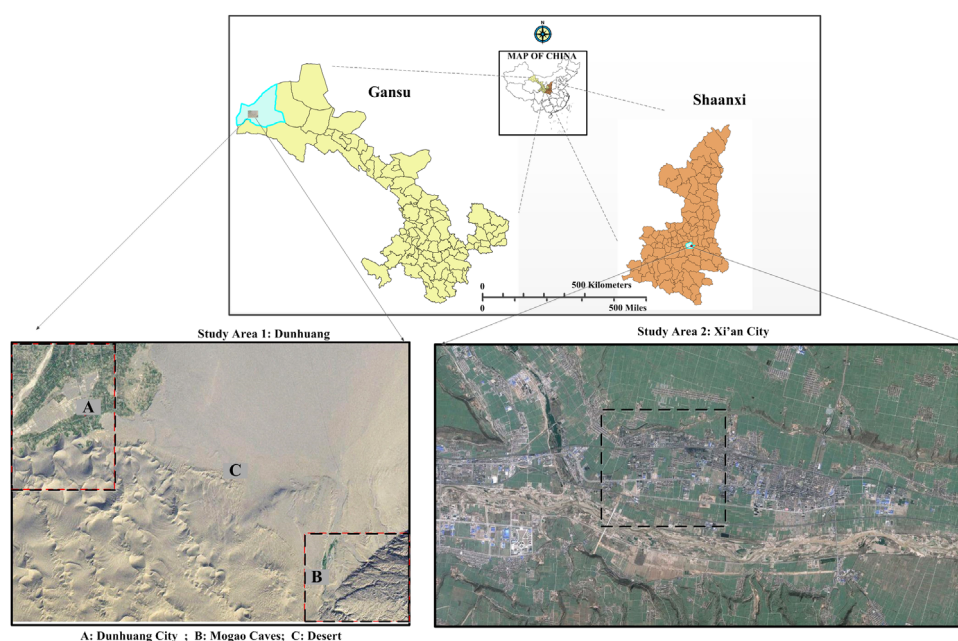 N
MAP OF CHINA
Gansu
Shaanxi
0 500 Kilometers
0 500 Miles
Study Area 1: Dunhuang
Study Area 2: Xi'an City
A
C
B
A: Dunhuang City ; B: Mogao Caves; C: Desert